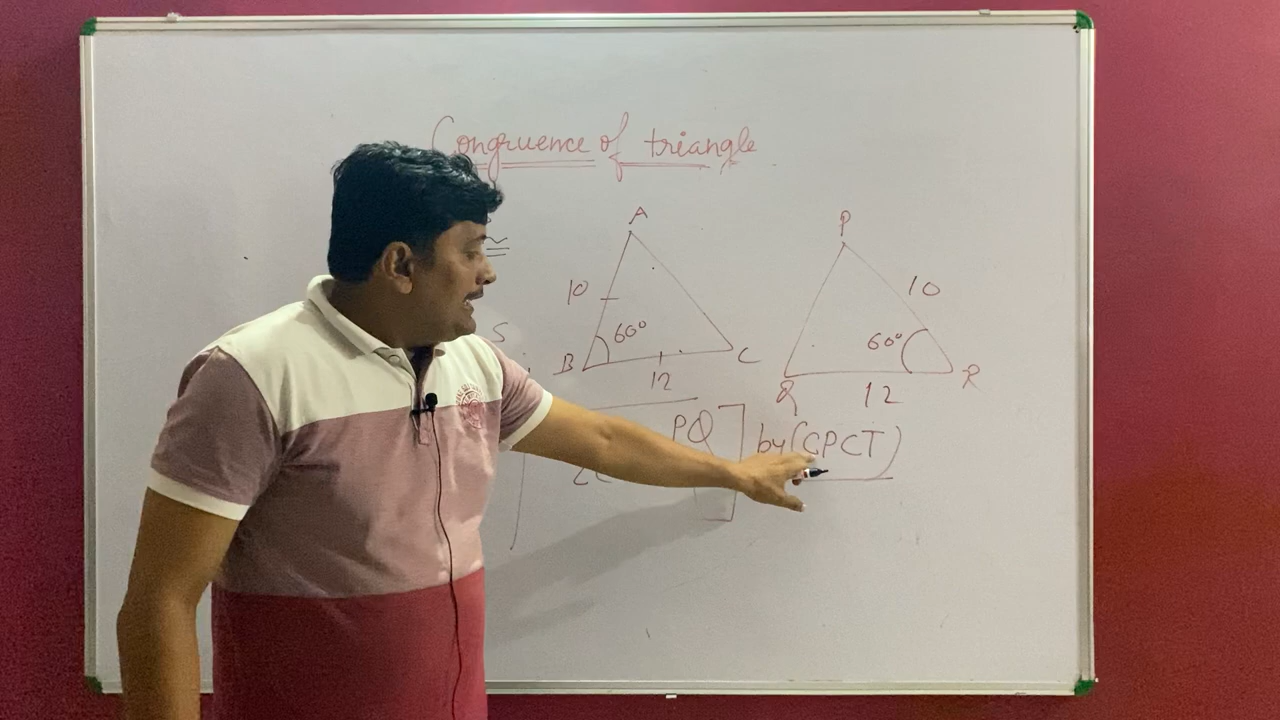 Congruence of triangle
≅
A
P
10
10
S
60°
60°
B
C
12
Q
12
R
PQ
by (CPCT)